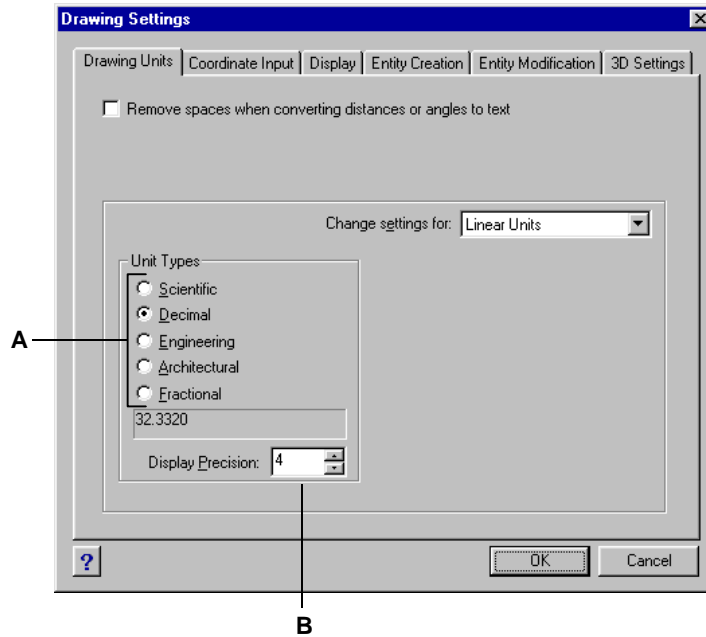 Drawing Settings
Drawing Units Coordinate Input Display Entity Creation Entity Modification 3D Settings
Remove spaces when converting distances or angles to text
Change settings for: Linear Units
Unit Types
Scientific
Decimal
A
Engineering
Architectural
Fractional
32.3320
Display Precision: 4
? OK Cancel
B